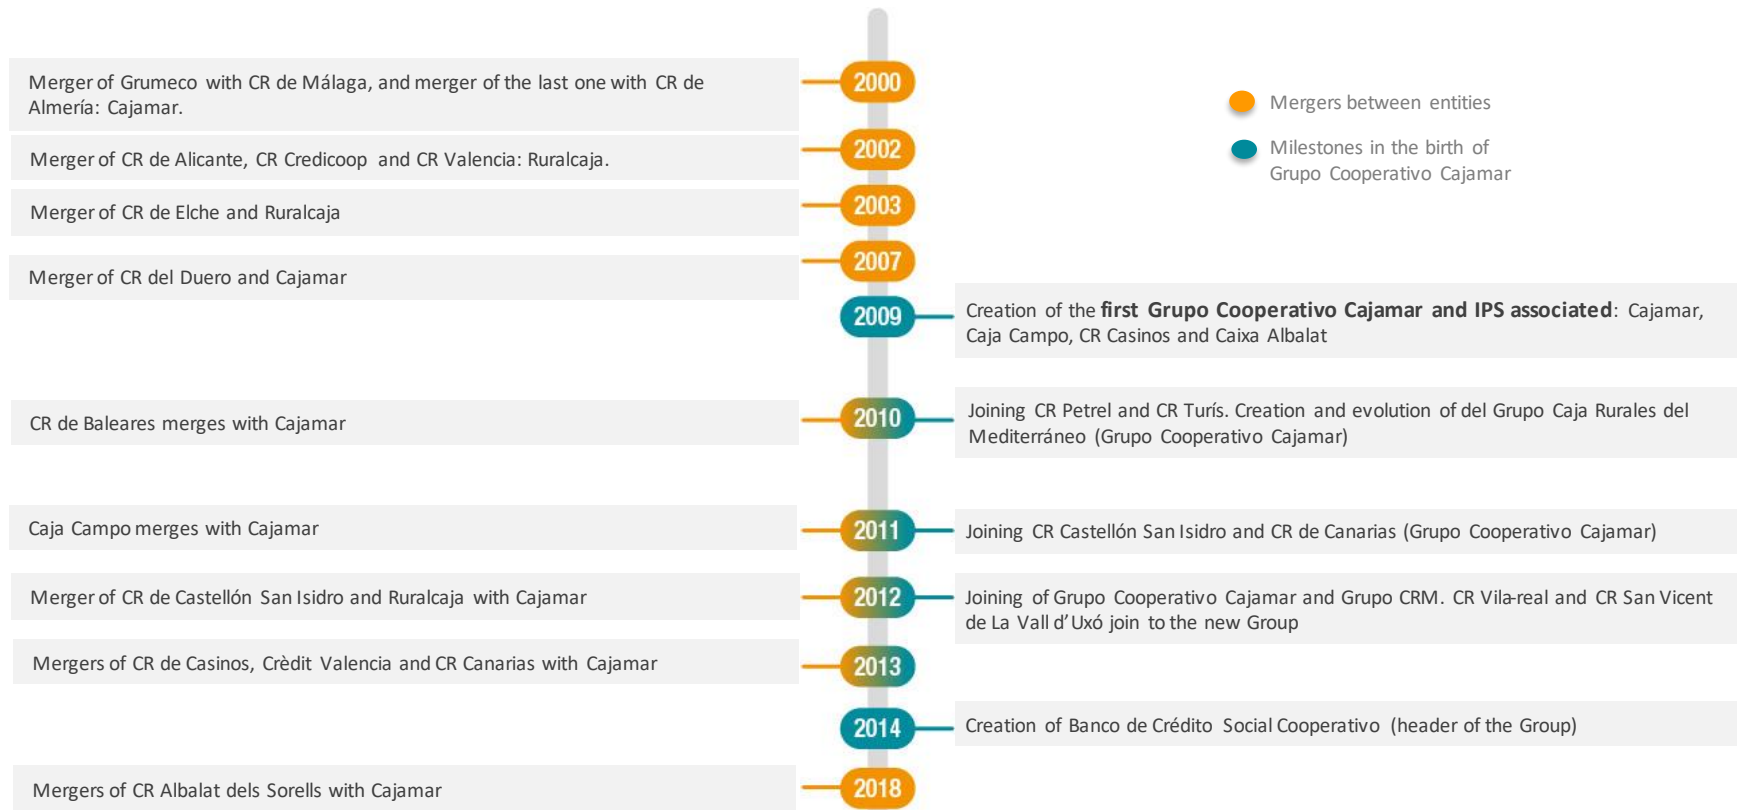 2000
Merger of Grumeco with CR de Málaga, and merger of the last one with CR de
Almería: Cajamar.
Mergers between entities
Milestones in the birth of
Grupo Cooperativo Cajamar
2002
Merger of CR de Alicante, CR Credicoop and CR Valencia: Ruralcaja.
2003
Merger of CR de Elche and Ruralcaja
2007
Merger of CR del Duero and Cajamar
2009
Creation of the first Grupo Cooperativo Cajamar and IPS associated: Cajamar,
Caja Campo, CR Casinos and Caixa Albalat
CR de Baleares merges with Cajamar
2010
Joining CR Petrel and CR Turís. Creation and evolution of del Grupo Caja Rurales del
Mediterráneo (Grupo Cooperativo Cajamar)
Caja Campo merges with Cajamar
2011
Joining CR Castellón San Isidro and CR de Canarias (Grupo Cooperativo Cajamar)
Merger of CR de Castellón San Isidro and Ruralcaja with Cajamar
2012
Joining of Grupo Cooperativo Cajamar and Grupo CRM. CR Vila-real and CR San Vicent
de La Vall d’Uxó join to the new Group
Mergers of CR de Casinos, Crèdit Valencia and CR Canarias with Cajamar
2013
2014
Creation of Banco de Crédito Social Cooperativo (header of the Group)
Mergers of CR Albalat dels Sorells with Cajamar
2018